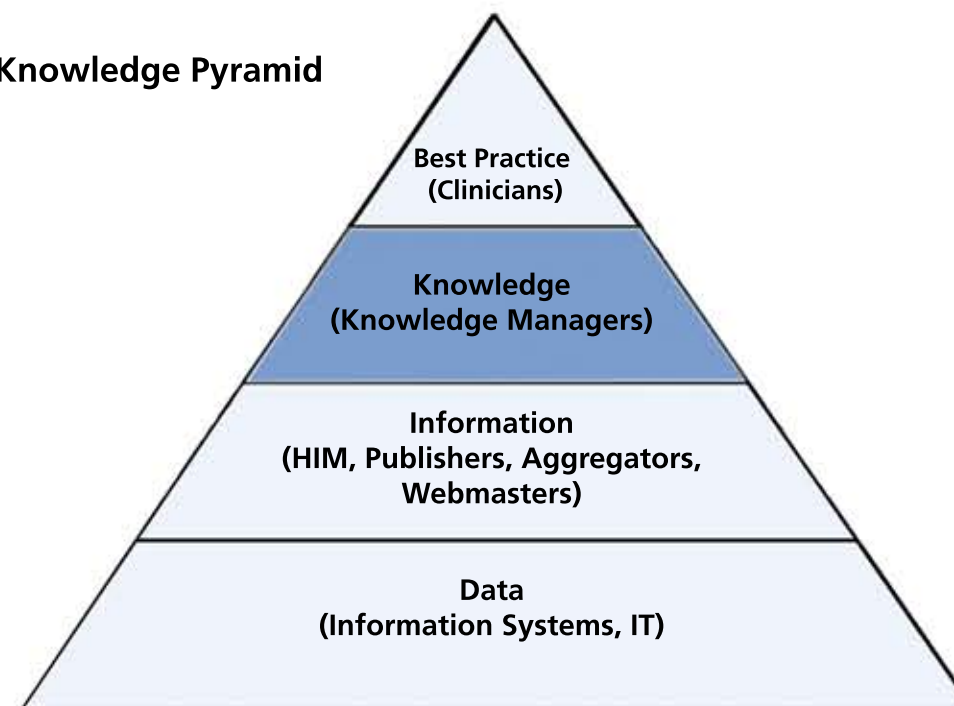 Knowledge Pyramid
Best Practice
(Clinicians)
Knowledge
(Knowledge Managers)
Information
(HIM, Publishers, Aggregators,
Webmasters)
Data
(Information Systems, IT)